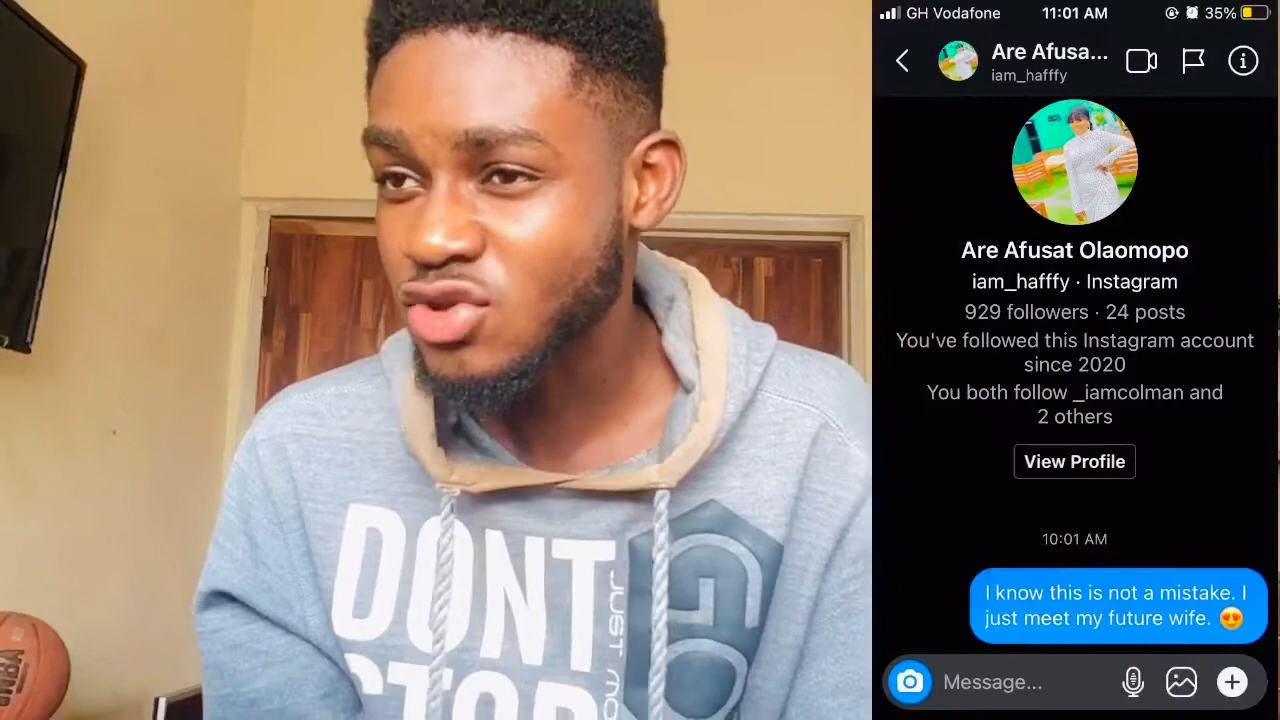 GH Vodafone 11:01 AM 35%
Are Afusa...
iam_hafffy
Are Afusat Olaomopo
iam_hafffy · Instagram
929 followers · 24 posts
You've followed this Instagram account
since 2020
You both follow _iamcolman and
2 others
View Profile
10:01 AM
I know this is not a mistake. I
just meet my future wife. 😍
Message...
DONT
STOP
JUST
GO